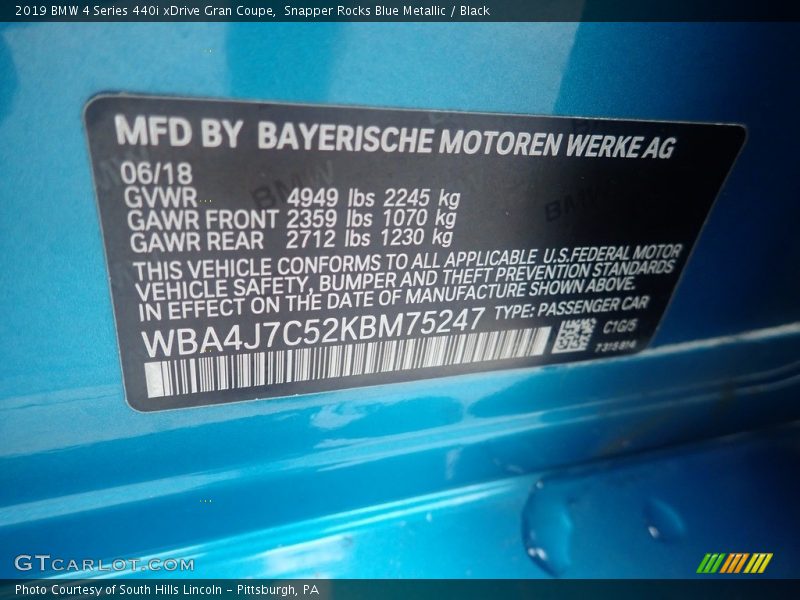 2019 BMW 4 Series 440i xDrive Gran Coupe, Snapper Rocks Blue Metallic / Black
MFD BY BAYERISCHE MOTOREN WERKE AG
06/18
GVWR 4949 lbs 2245 kg
GAWR FRONT 2359 lbs 1070 kg
GAWR REAR 2712 lbs 1230 kg
THIS VEHICLE CONFORMS TO ALL APPLICABLE U.S.FEDERAL MOTOR
VEHICLE SAFETY, BUMPER AND THEFT PREVENTION STANDARDS
IN EFFECT ON THE DATE OF MANUFACTURE SHOWN ABOVE.
WBA4J7C52KBM75247 TYPE: PASSENGER CAR
C1G/5
7315814
GTCARLOT.COM
Photo Courtesy of South Hills Lincoln - Pittsburgh, PA